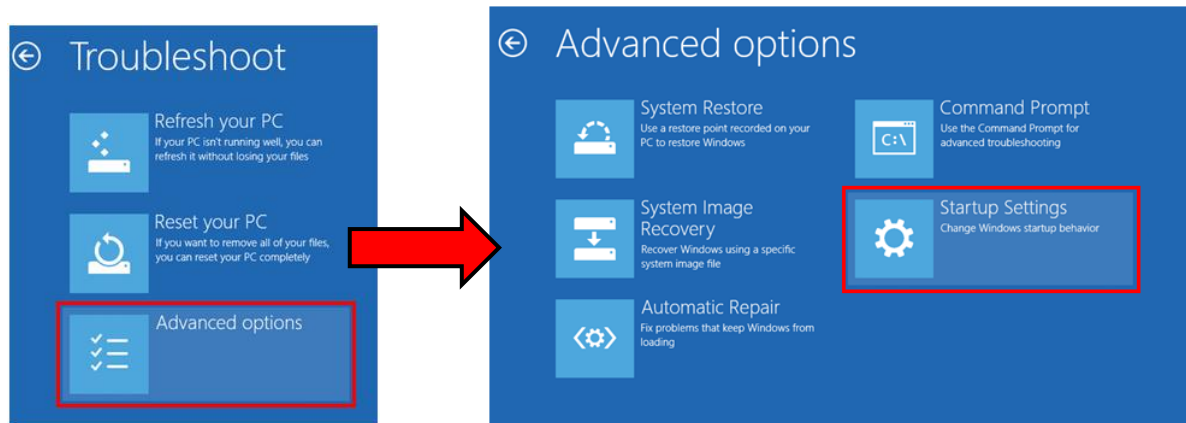 Troubleshoot
Refresh your PC
If your PC isn't running well, you can
refresh it without losing your files
Reset your PC
If you want to remove all of your files,
you can reset your PC completely
Advanced options
Advanced options
System Restore
Use a restore point recorded on your
PC to restore Windows
System Image
Recovery
Recover Windows using a specific
system image file
Automatic Repair
Fix problems that keep Windows from
loading
Command Prompt
Use the Command Prompt for
advanced troubleshooting
C:\
Startup Settings
Change Windows startup behavior